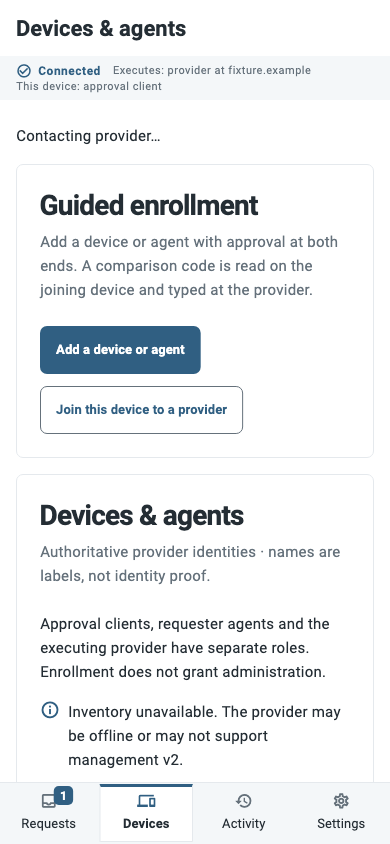 Devices & agents
Connected Executes: provider at fixture.example
This device: approval client
Contacting provider…
Guided enrollment
Add a device or agent with approval at both
ends. A comparison code is read on the
joining device and typed at the provider.
Add a device or agent
Join this device to a provider
Devices & agents
Authoritative provider identities · names are
labels, not identity proof.
Approval clients, requester agents and the
executing provider have separate roles.
Enrollment does not grant administration.
Inventory unavailable. The provider may
be offline or may not support
management v2.
1
Requests Devices Activity Settings